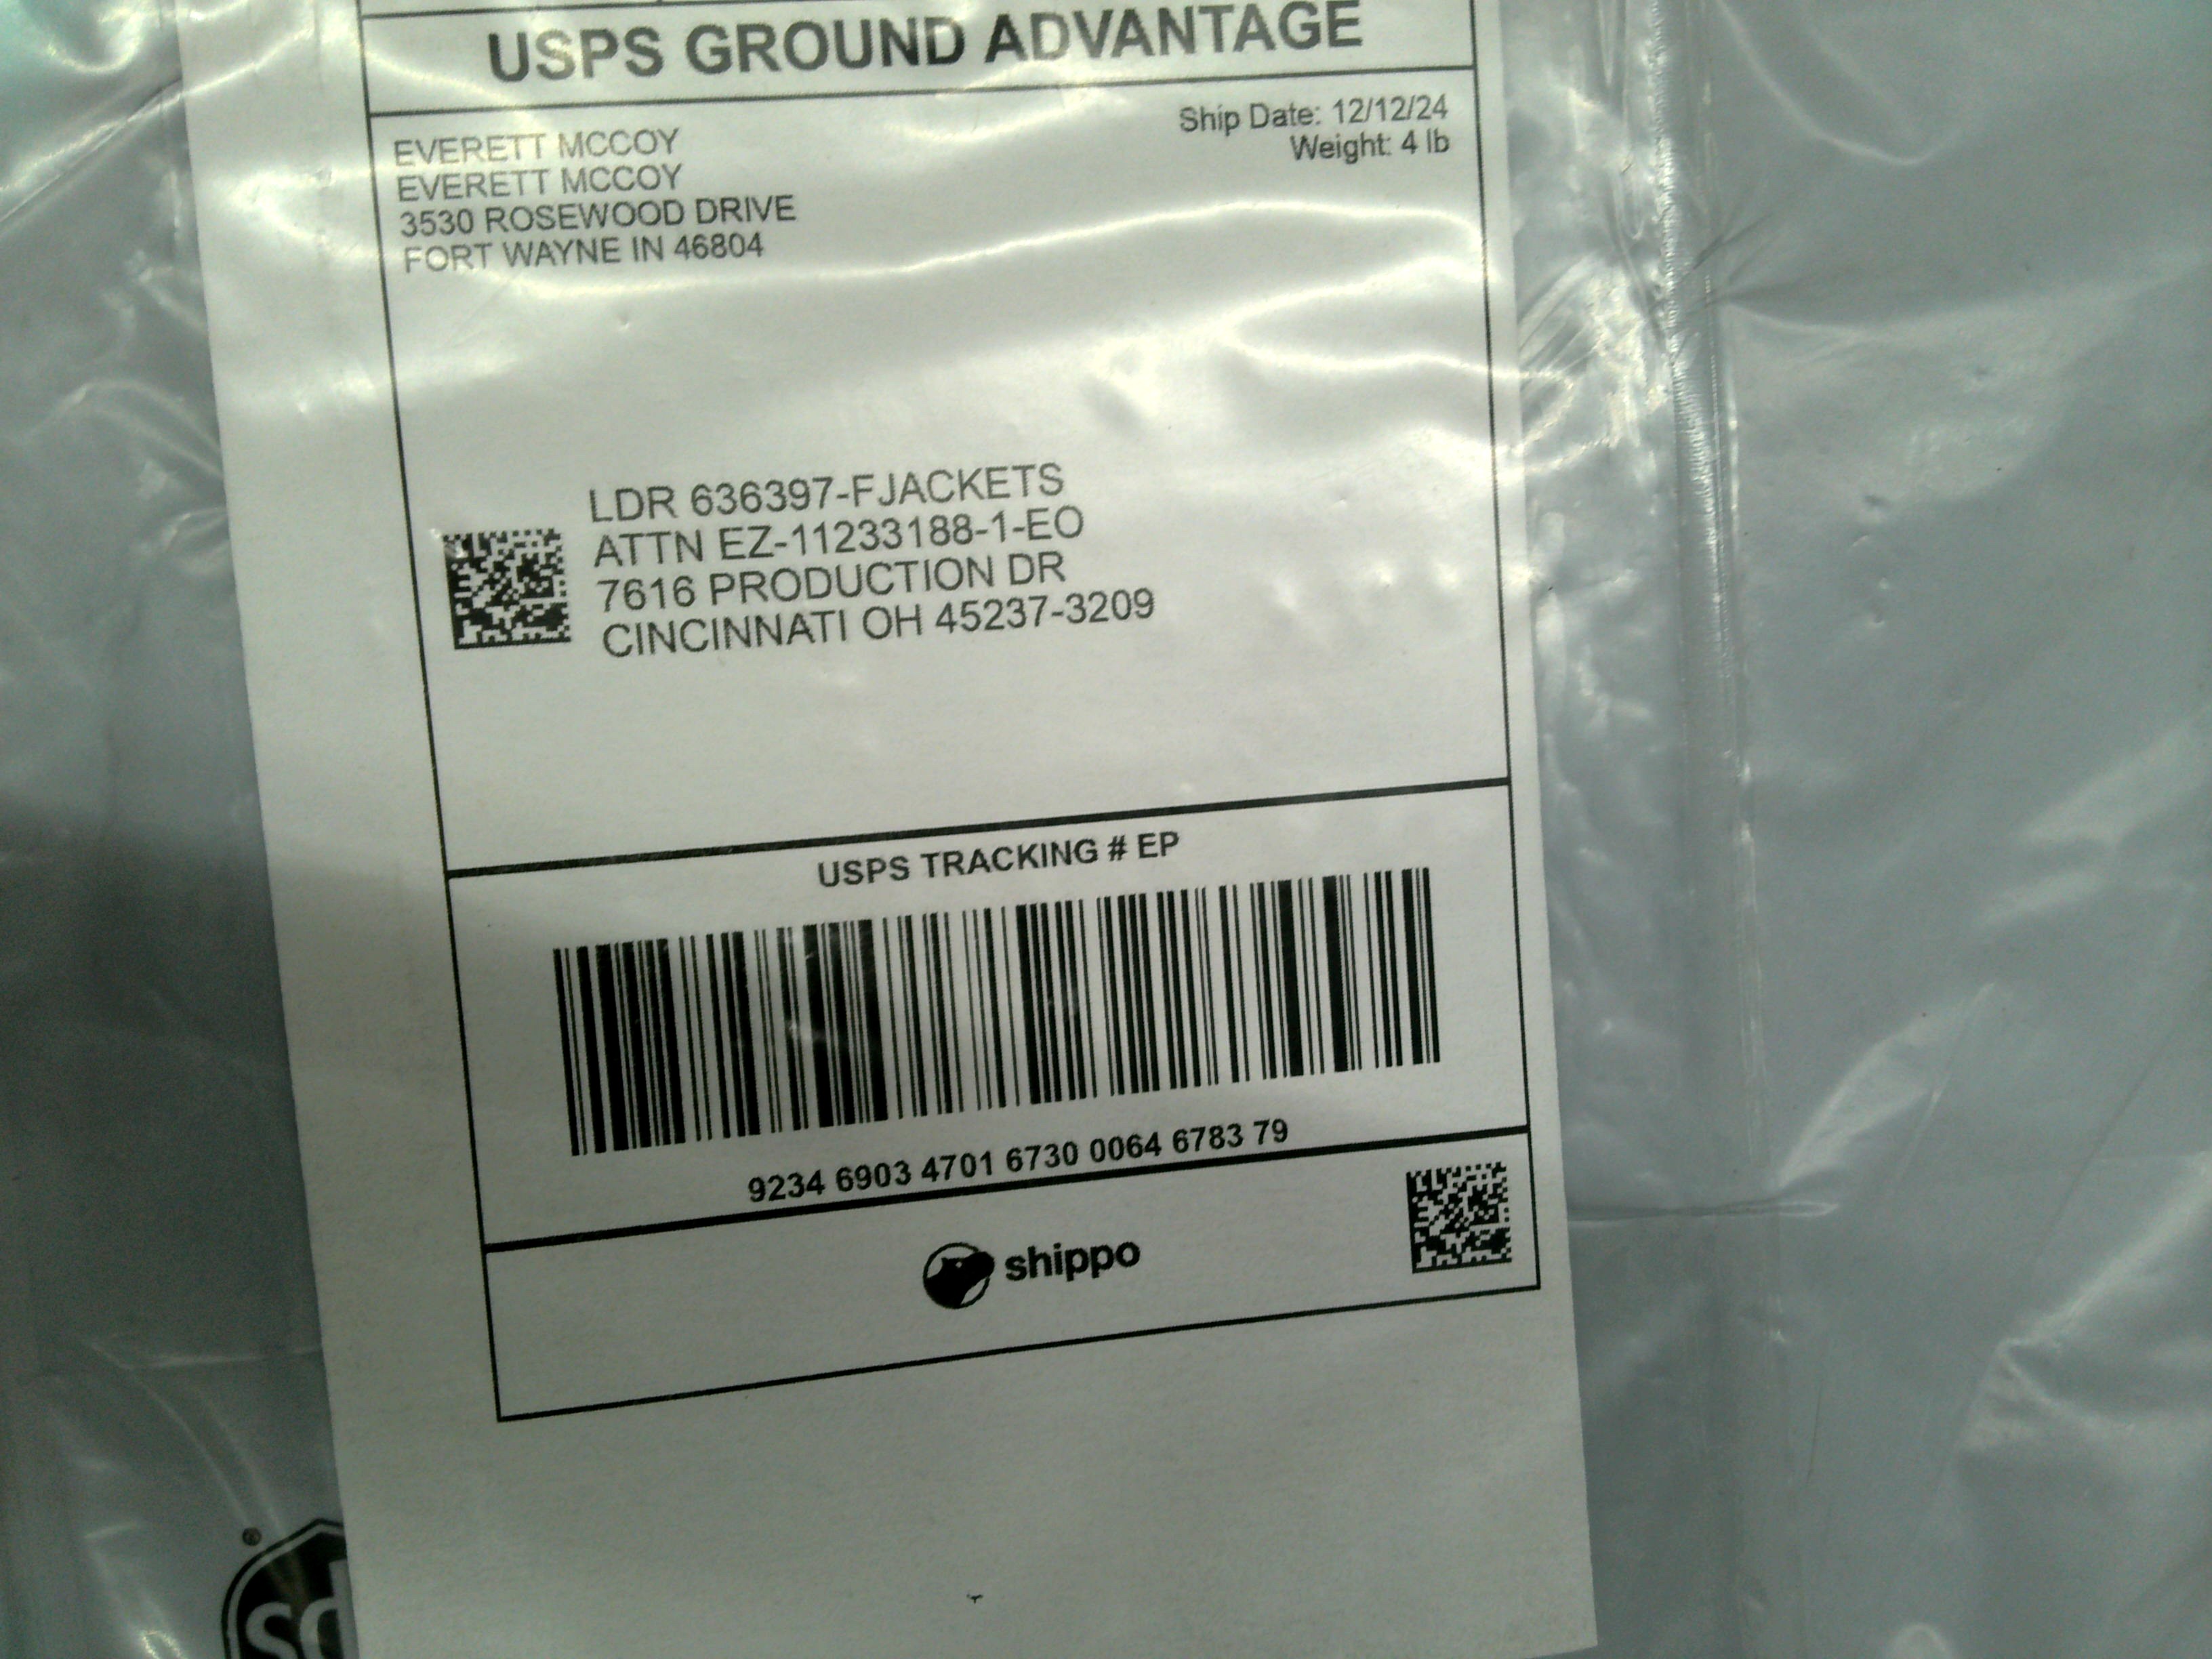 USPS GROUND ADVANTAGE
EVERETT MCCOY
EVERETT MCCOY
3530 ROSEWOOD DRIVE
FORT WAYNE IN 46804
Ship Date: 12/12/24
Weight: 4 lb
LDR 636397-FJACKETS
ATTN EZ-11233188-1-EO
7616 PRODUCTION DR
CINCINNATI OH 45237-3209
USPS TRACKING # EP
9234 6903 4701 6730 0064 6783 79
shippo
®